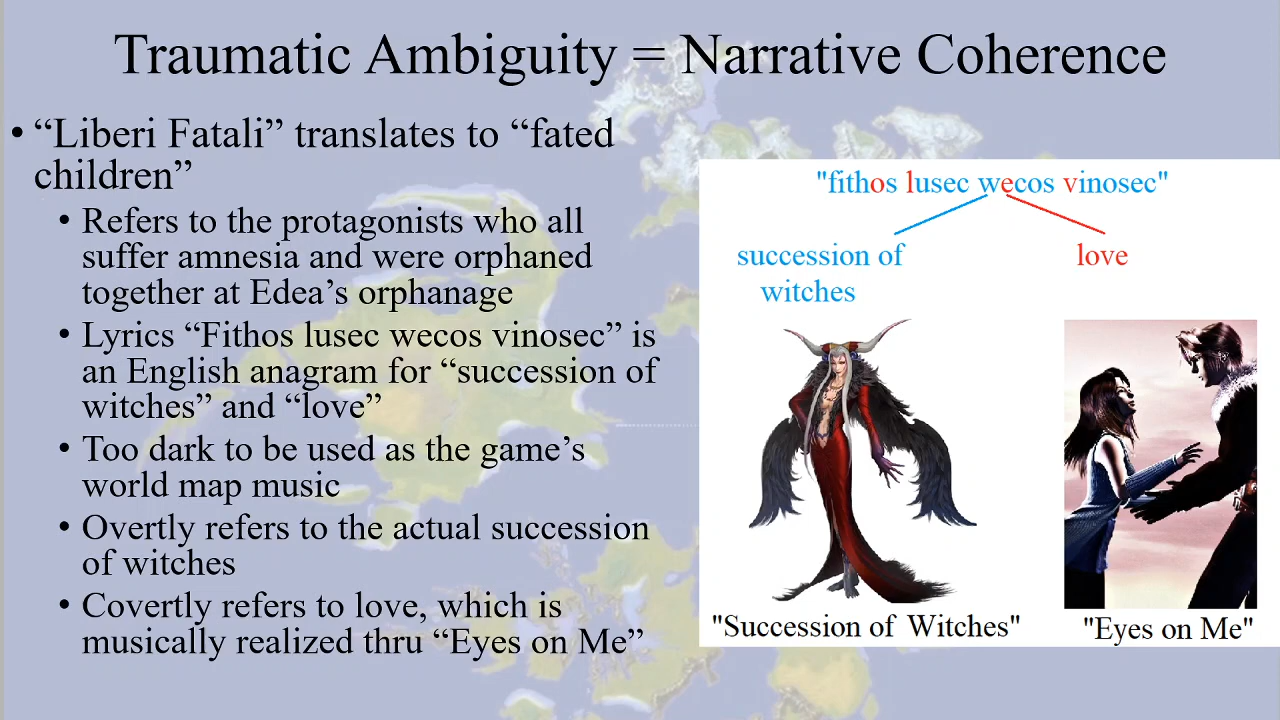 Traumatic Ambiguity = Narrative Coherence
• “Liberi Fatali” translates to “fated
children”
• Refers to the protagonists who all
suffer amnesia and were orphaned
together at Edea’s orphanage
• Lyrics “Fithos lusec wecos vinosec” is
an English anagram for “succession of
witches” and “love”
• Too dark to be used as the game’s
world map music
• Overtly refers to the actual succession
of witches
• Covertly refers to love, which is
musically realized thru “Eyes on Me”
"fithos lusec wecos vinosec"
succession of
witches
love
"Succession of Witches"
"Eyes on Me"